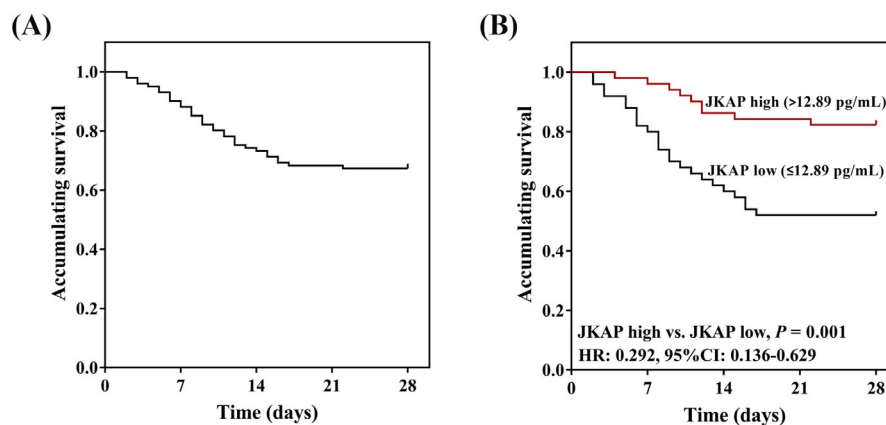 (A)
1.0
0.8
0.6
0.4
0.2
0.0
0
7
14
21
28
Accumulating survival
Time (days)
(B)
1.0
0.8
0.6
0.4
0.2
0.0
0
7
14
21
28
Accumulating survival
Time (days)
JKAP high (>12.89 pg/mL)
JKAP low (≤12.89 pg/mL)
JKAP high vs. JKAP low, P = 0.001
HR: 0.292, 95%CI: 0.136-0.629